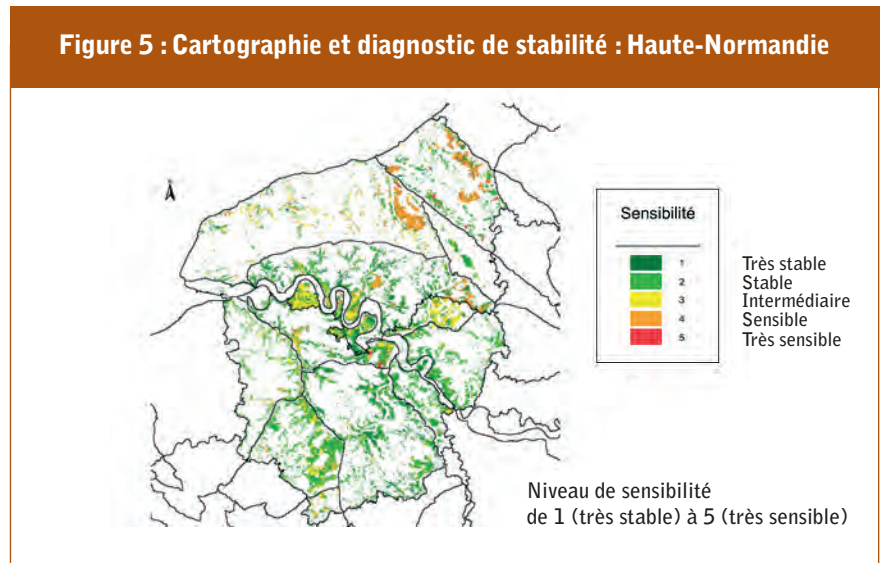 Figure 5 : Cartographie et diagnostic de stabilité : Haute-Normandie
Sensibilité
1 Très stable
2 Stable
3 Intermédiaire
4 Sensible
5 Très sensible
Niveau de sensibilité
de 1 (très stable) à 5 (très sensible)